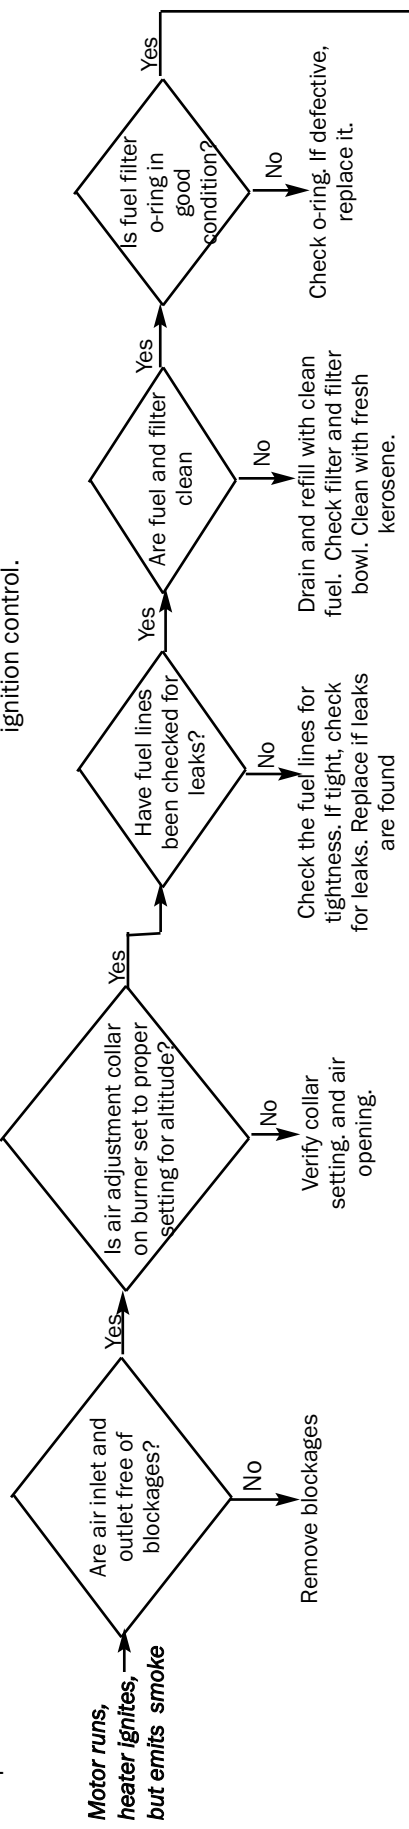 ignition control.
Motor runs,
heater ignites,
but emits smoke
Are air inlet and
outlet free of
blockages?
Yes
No
Remove blockages
Is air adjustment collar
on burner set to proper
setting for altitude?
Yes
No
Verify collar
setting. and air
opening.
Have fuel lines
been checked for
leaks?
Yes
No
Check the fuel lines for
tightness. If tight, check
for leaks. Replace if leaks
are found
Are fuel and filter
clean
Yes
No
Drain and refill with clean
fuel. Check filter and filter
bowl. Clean with fresh
kerosene.
Is fuel filter
o-ring in
good
condition?
Yes
No
Check o-ring. If defective,
replace it.